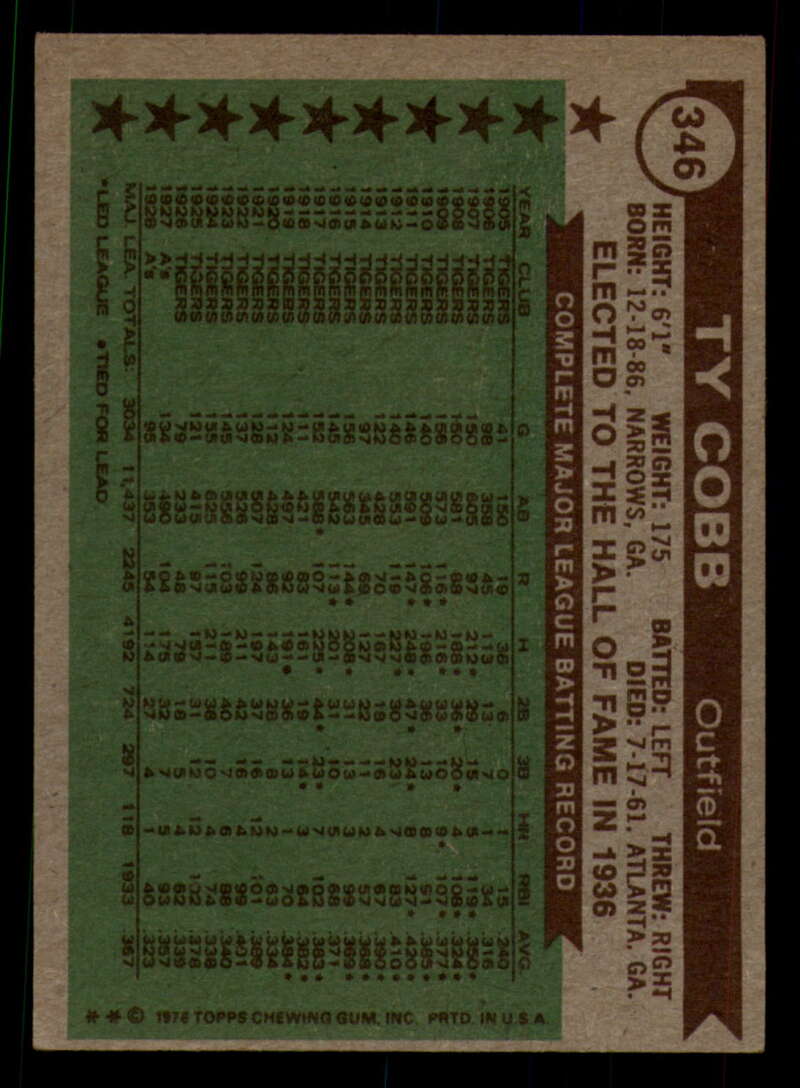 346
TY COBB Outfield
HEIGHT: 6'1" WEIGHT: 175 BATTED: LEFT THREW: RIGHT
BORN: 12-18-86, NARROWS, GA. DIED: 7-17-61, ATLANTA, GA.
ELECTED TO THE HALL OF FAME IN 1936
COMPLETE MAJOR LEAGUE BATTING RECORD
YEAR CLUB G AB R H 2B 3B HR RBI AVG
1905 TIGERS 41 150 19 36 6 0 1 15 .240
1906 TIGERS 98 358 45 113 13 7 1 34 .316
1907 TIGERS 150 605 97 212* 29 15 5 119* .350*
1908 TIGERS 150 581 88 188* 36* 20* 4 108* .324*
1909 TIGERS 156 573 116* 216* 33 10 9* 107* .377*
1910 TIGERS 140 509 106* 196 36 13 8 91 .385*
1911 TIGERS 146 591 147* 248* 47* 24* 8 127* .420*
1912 TIGERS 140 553 119 227* 30 23 7 83 .410*
1913 TIGERS 122 428 70 167 18 16 4 67 .390*
1914 TIGERS 97 345 69 127 22 11 2 57 .368*
1915 TIGERS 156 563 144* 208* 31 13 3 99 .369*
1916 TIGERS 145 542 113* 201 31 10 5 68 .371
1917 TIGERS 152 588* 107 225* 44* 23* 7 102 .383*
1918 TIGERS 111 421 83 161 19 14* 3 64 .382*
1919 TIGERS 124 497 92 191• 36 13 1 70 .384*
1920 TIGERS 112 428 86 143 28 8 2 63 .334
1921 TIGERS 128 507 124 197 37 16 12 101 .389
1922 TIGERS 137 526 99 211 42 16 4 99 .401
1923 TIGERS 145 556 103 189 40 7 6 88 .340
1924 TIGERS 155 625 115 211 38 10 4 74 .338
1925 TIGERS 121 415 97 157 31 12 12 102 .378
1926 TIGERS 79 233 48 79 18 5 4 62 .339
1927 A's 134 490 104 175 32 7 5 93 .357
1928 A's 95 353 54 114 27 4 1 40 .323
MAJ. LEA. TOTALS: 3034 11,437 2245 4192 724 297 118 1933 .367
*LED LEAGUE •TIED FOR LEAD
** © 1976 TOPPS CHEWING GUM, INC. PRTD. IN U.S.A.